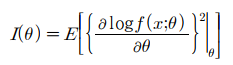 I(θ) = E[{∂ log f(x;θ) / ∂θ}²|θ]